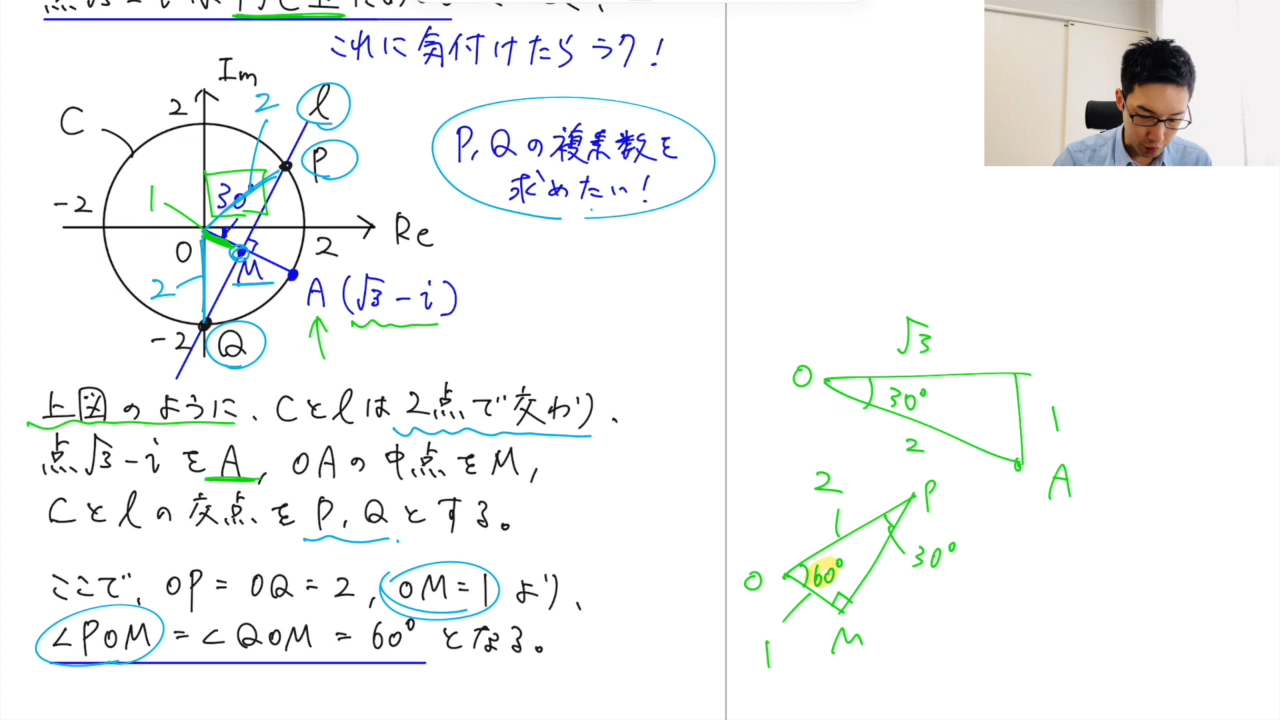 これに気付けたらラク!
P,Qの複素数を
求めたい!
Im
2
2
l
C
P
30°
1
-2
O
2
Re
M
2
A(√3-i)
-2
Q
上図のように、Cとlは2点で交わり、
点√3-iをA, OAの中点をM,
Cとlの交点をP,Qとする。
ここで、OP=OQ=2, OM=1より、
∠POM=∠QOM=60°となる。
√3
O
30°
1
2
A
2
P
30°
O
60°
1
M